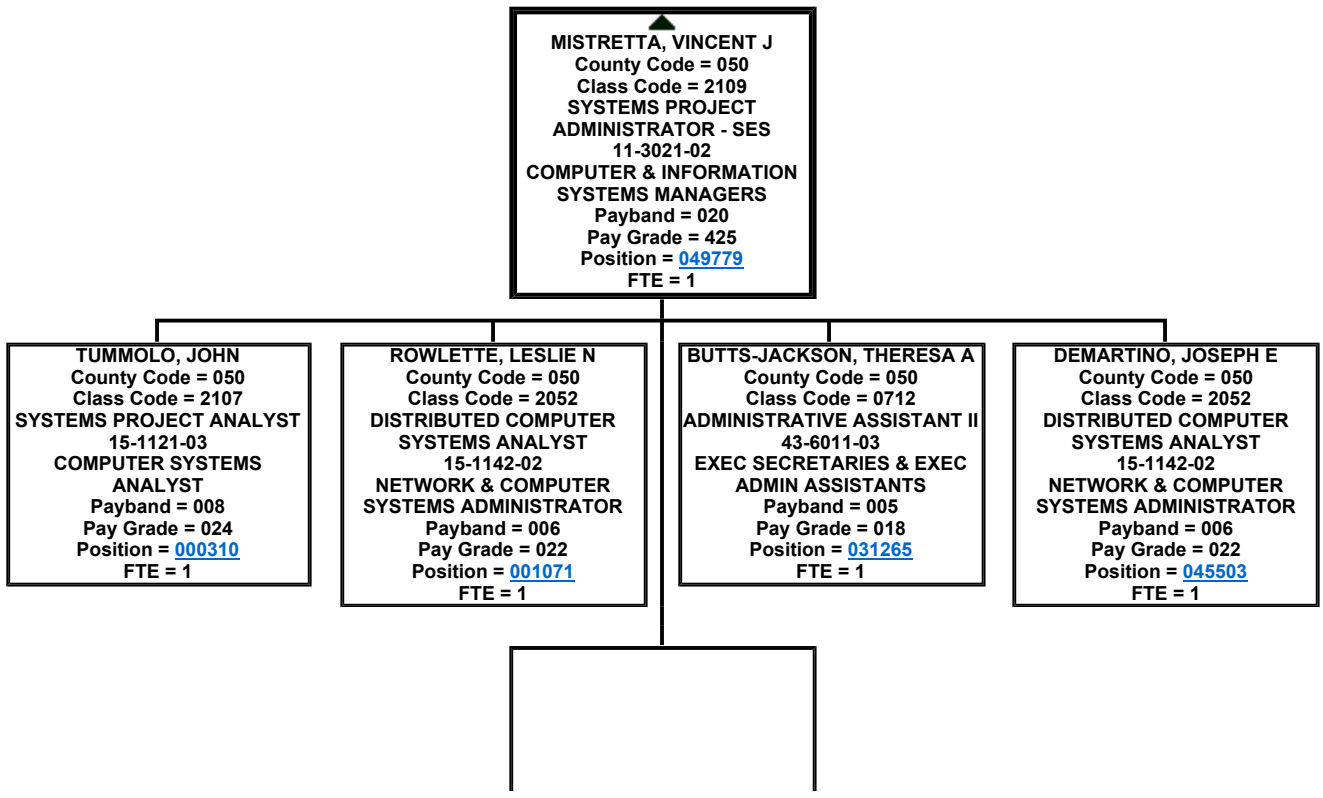 MISTRETTA, VINCENT J
County Code = 050
Class Code = 2109
SYSTEMS PROJECT
ADMINISTRATOR - SES
11-3021-02
COMPUTER & INFORMATION
SYSTEMS MANAGERS
Payband = 020
Pay Grade = 425
Position = 049779
FTE = 1
TUMMOLO, JOHN
County Code = 050
Class Code = 2107
SYSTEMS PROJECT ANALYST
15-1121-03
COMPUTER SYSTEMS
ANALYST
Payband = 008
Pay Grade = 024
Position = 000310
FTE = 1
ROWLETTE, LESLIE N
County Code = 050
Class Code = 2052
DISTRIBUTED COMPUTER
SYSTEMS ANALYST
15-1142-02
NETWORK & COMPUTER
SYSTEMS ADMINISTRATOR
Payband = 006
Pay Grade = 022
Position = 001071
FTE = 1
BUTTS-JACKSON, THERESA A
County Code = 050
Class Code = 0712
ADMINISTRATIVE ASSISTANT II
43-6011-03
EXEC SECRETARIES & EXEC
ADMIN ASSISTANTS
Payband = 005
Pay Grade = 018
Position = 031265
FTE = 1
DEMARTINO, JOSEPH E
County Code = 050
Class Code = 2052
DISTRIBUTED COMPUTER
SYSTEMS ANALYST
15-1142-02
NETWORK & COMPUTER
SYSTEMS ADMINISTRATOR
Payband = 006
Pay Grade = 022
Position = 045503
FTE = 1